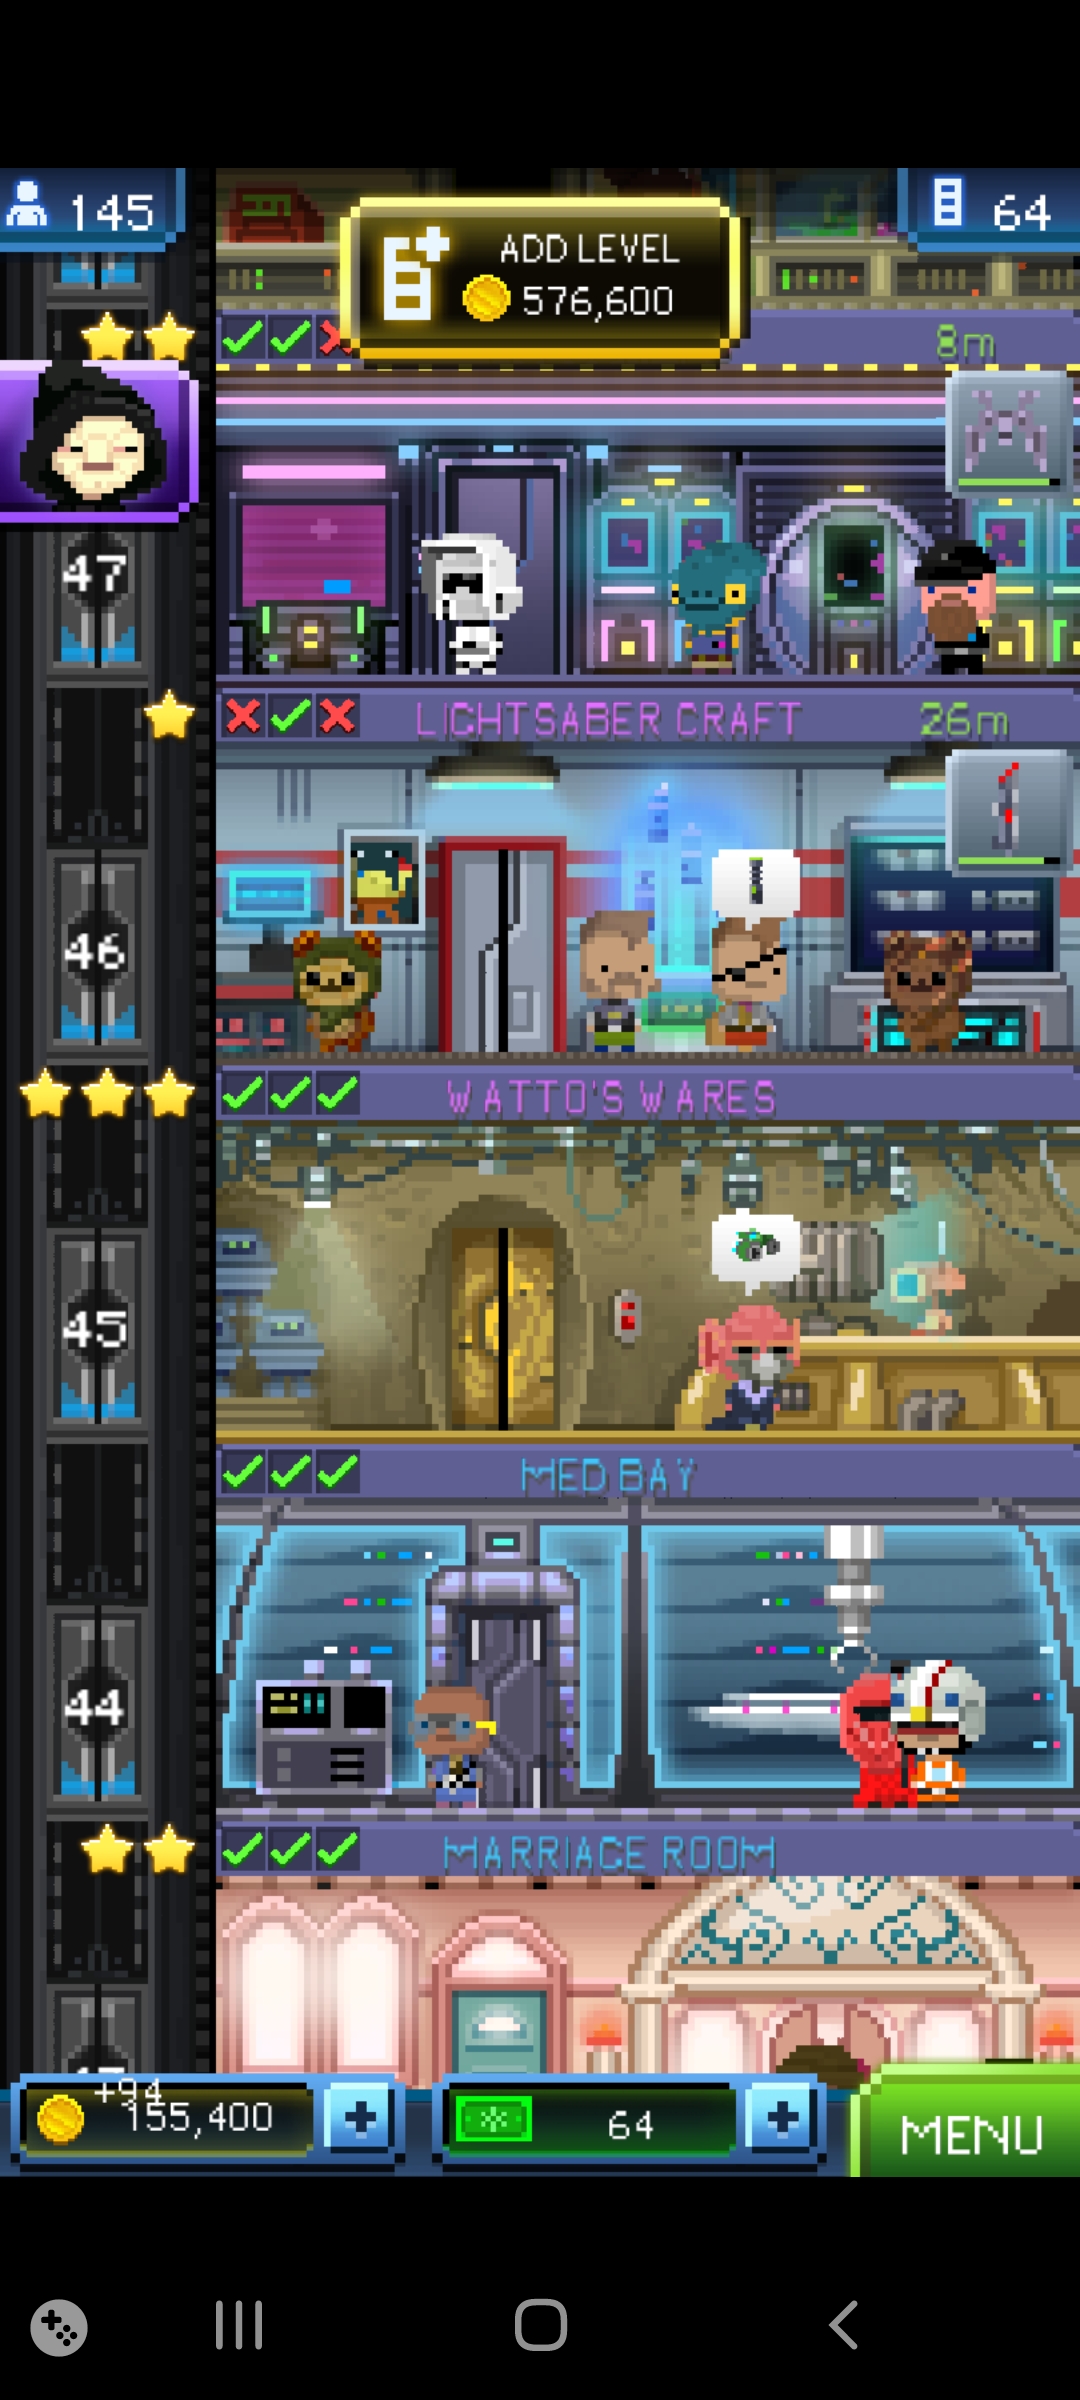 145
ADD LEVEL
576,600
64
8m
47
LIGHTSABER CRAFT
26m
46
WATTO'S WARES
45
MED BAY
44
MARRIAGE ROOM
+94
155,400
64
MENU